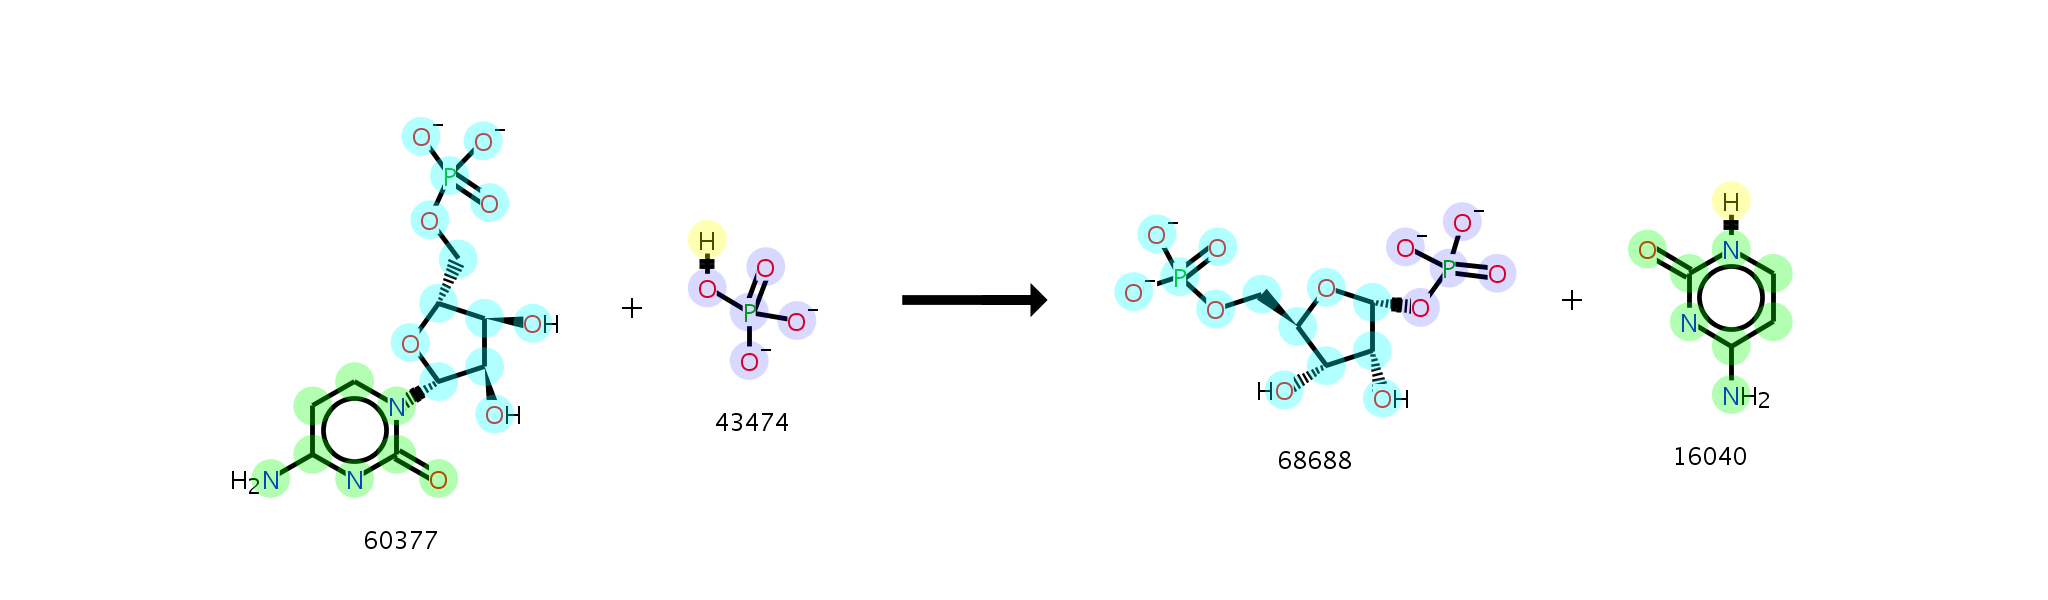 O⁻ O⁻
P
O
O
OH
O
N
OH
H₂N N O
60377
+
H
O O
P O⁻
O⁻
43474
O⁻ O
O⁻ P
O
O
O⁻ O⁻
P O
O
HO OH
68688
+
H
O N
N
NH₂
16040